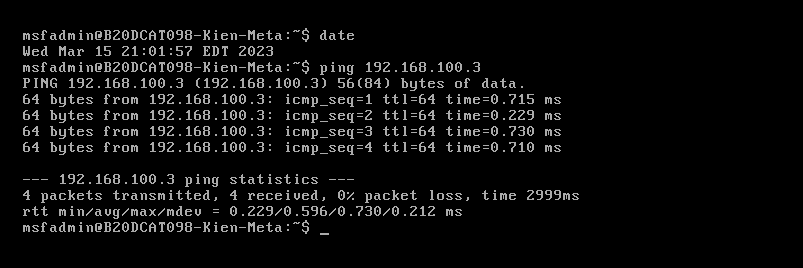 msfadmin@B20DCAT098-Kien-Meta:~$ date
Wed Mar 15 21:01:57 EDT 2023
msfadmin@B20DCAT098-Kien-Meta:~$ ping 192.168.100.3
PING 192.168.100.3 (192.168.100.3) 56(84) bytes of data.
64 bytes from 192.168.100.3: icmp_seq=1 ttl=64 time=0.715 ms
64 bytes from 192.168.100.3: icmp_seq=2 ttl=64 time=0.229 ms
64 bytes from 192.168.100.3: icmp_seq=3 ttl=64 time=0.730 ms
64 bytes from 192.168.100.3: icmp_seq=4 ttl=64 time=0.710 ms
--- 192.168.100.3 ping statistics ---
4 packets transmitted, 4 received, 0% packet loss, time 2999ms
rtt min/avg/max/mdev = 0.229/0.596/0.730/0.212 ms
msfadmin@B20DCAT098-Kien-Meta:~$ _